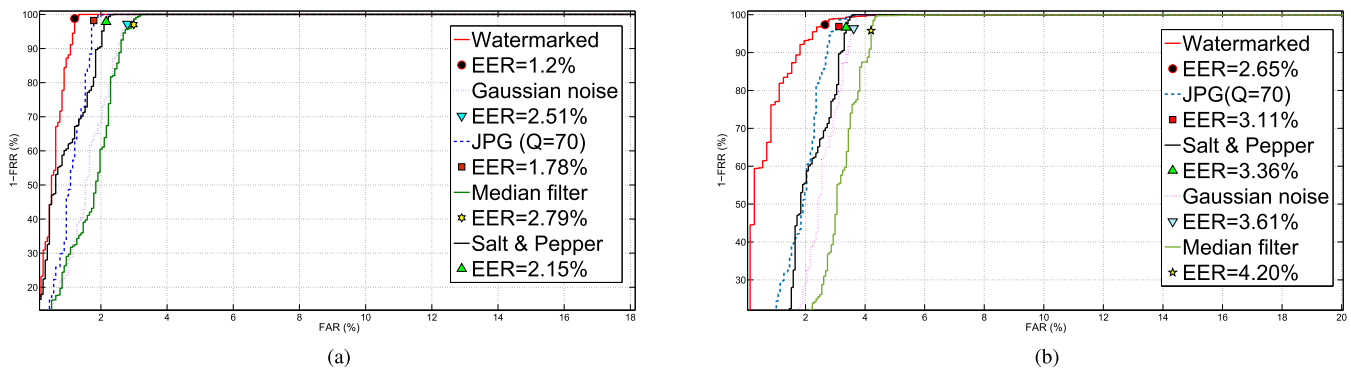 100
90
80
70
60
50
40
30
20
1-FRR (%)
2
4
6
8
10
12
14
16
18
FAR (%)
Watermarked
EER=1.2%
Gaussian noise
EER=2.51%
JPG (Q=70)
EER=1.78%
Median filter
EER=2.79%
Salt & Pepper
EER=2.15%
(a)
100
90
80
70
60
50
40
30
1-FRR (%)
2
4
6
8
10
12
14
16
18
20
FAR (%)
Watermarked
EER=2.65%
JPG(Q=70)
EER=3.11%
Salt & Pepper
EER=3.36%
Gaussian noise
EER=3.61%
Median filter
EER=4.20%
(b)